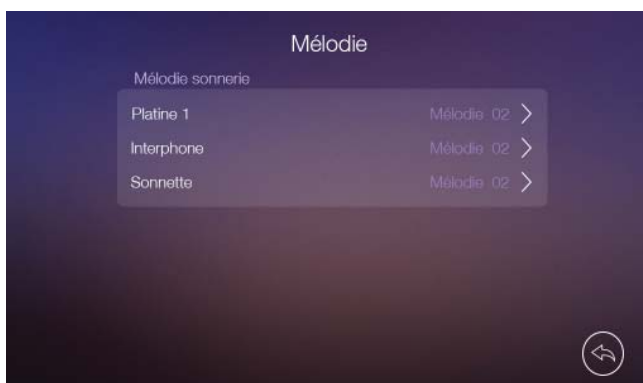 Mélodie
Mélodie sonnerie
Platine 1 Mélodie 02
Interphone Mélodie 02
Sonnette Mélodie 02